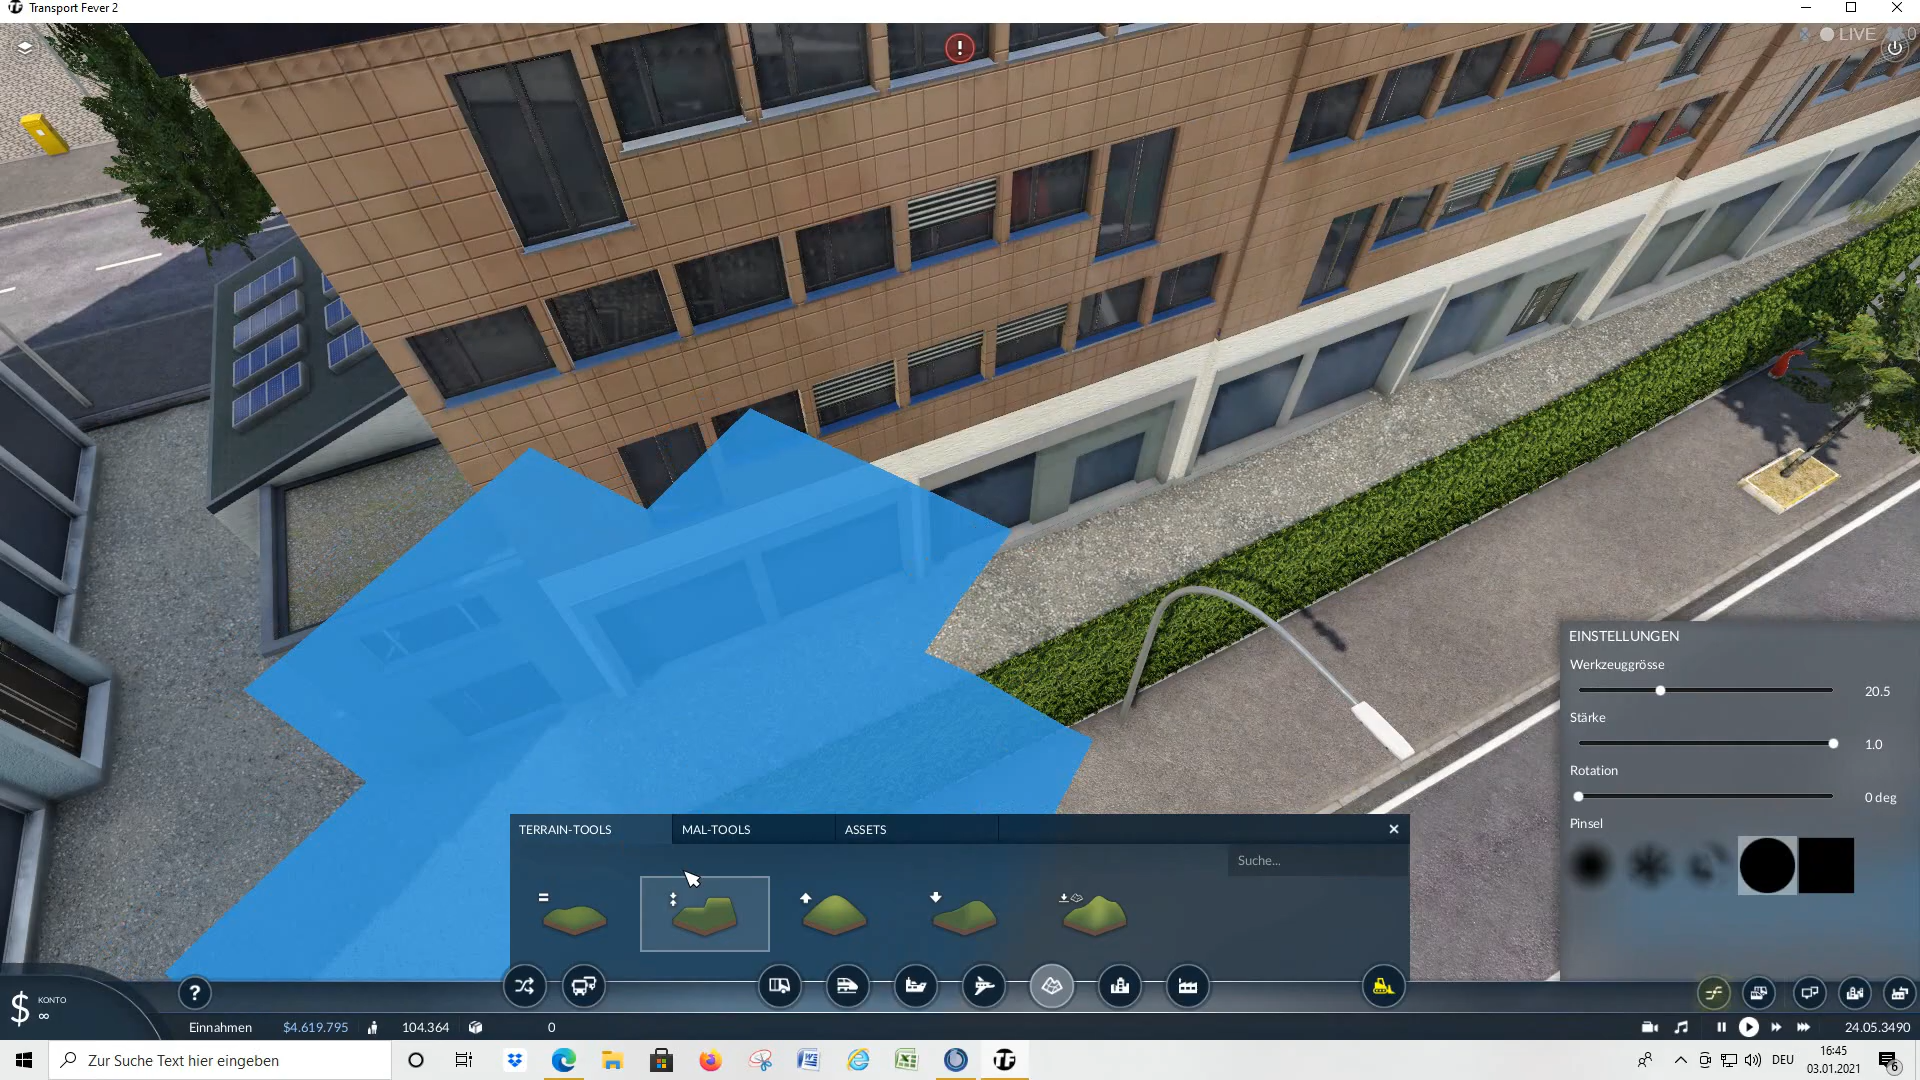 Transport Fever 2
LIVE
0
EINSTELLUNGEN
Werkzeuggrösse
20.5
Stärke
1.0
Rotation
0 deg
Pinsel
TERRAIN-TOOLS
MAL-TOOLS
ASSETS
Suche...
?
$
KONTO
∞
Einnahmen
$4.619.795
104.364
0
24.05.3490
Zur Suche Text hier eingeben
DEU
16:45
03.01.2021
6